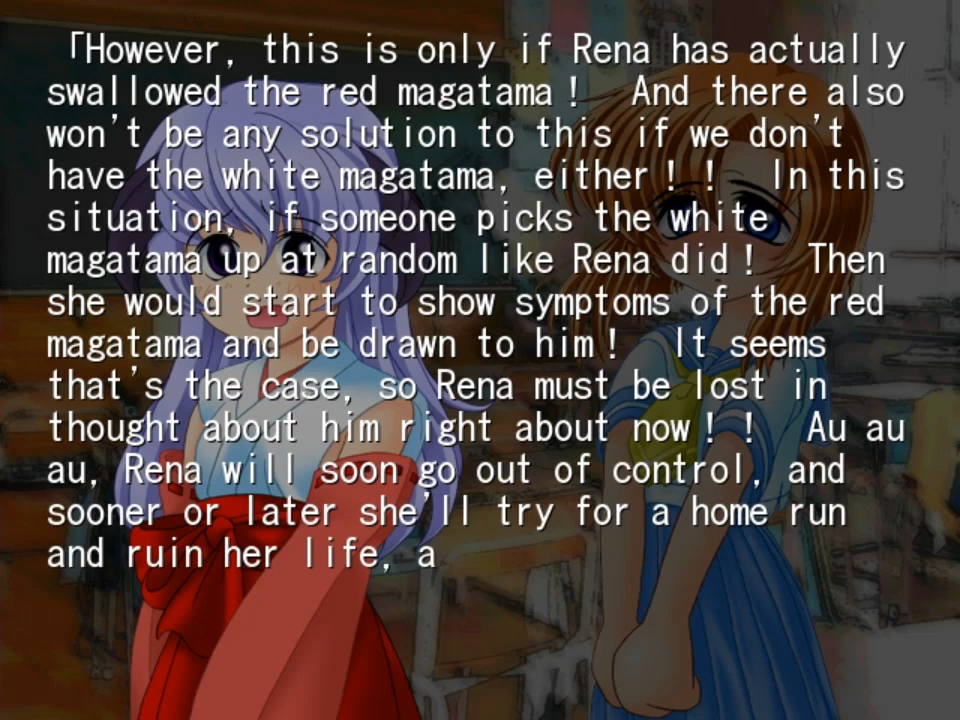 「However, this is only if Rena has actually
swallowed the red magatama！ And there also
won't be any solution to this if we don't
have the white magatama, either！！ In this
situation, if someone picks the white
magatama up at random like Rena did！ Then
she would start to show symptoms of the red
magatama and be drawn to him！ It seems
that's the case, so Rena must be lost in
thought about him right about now！！ Au au
au, Rena will soon go out of control, and
sooner or later she'll try for a home run
and ruin her life, a